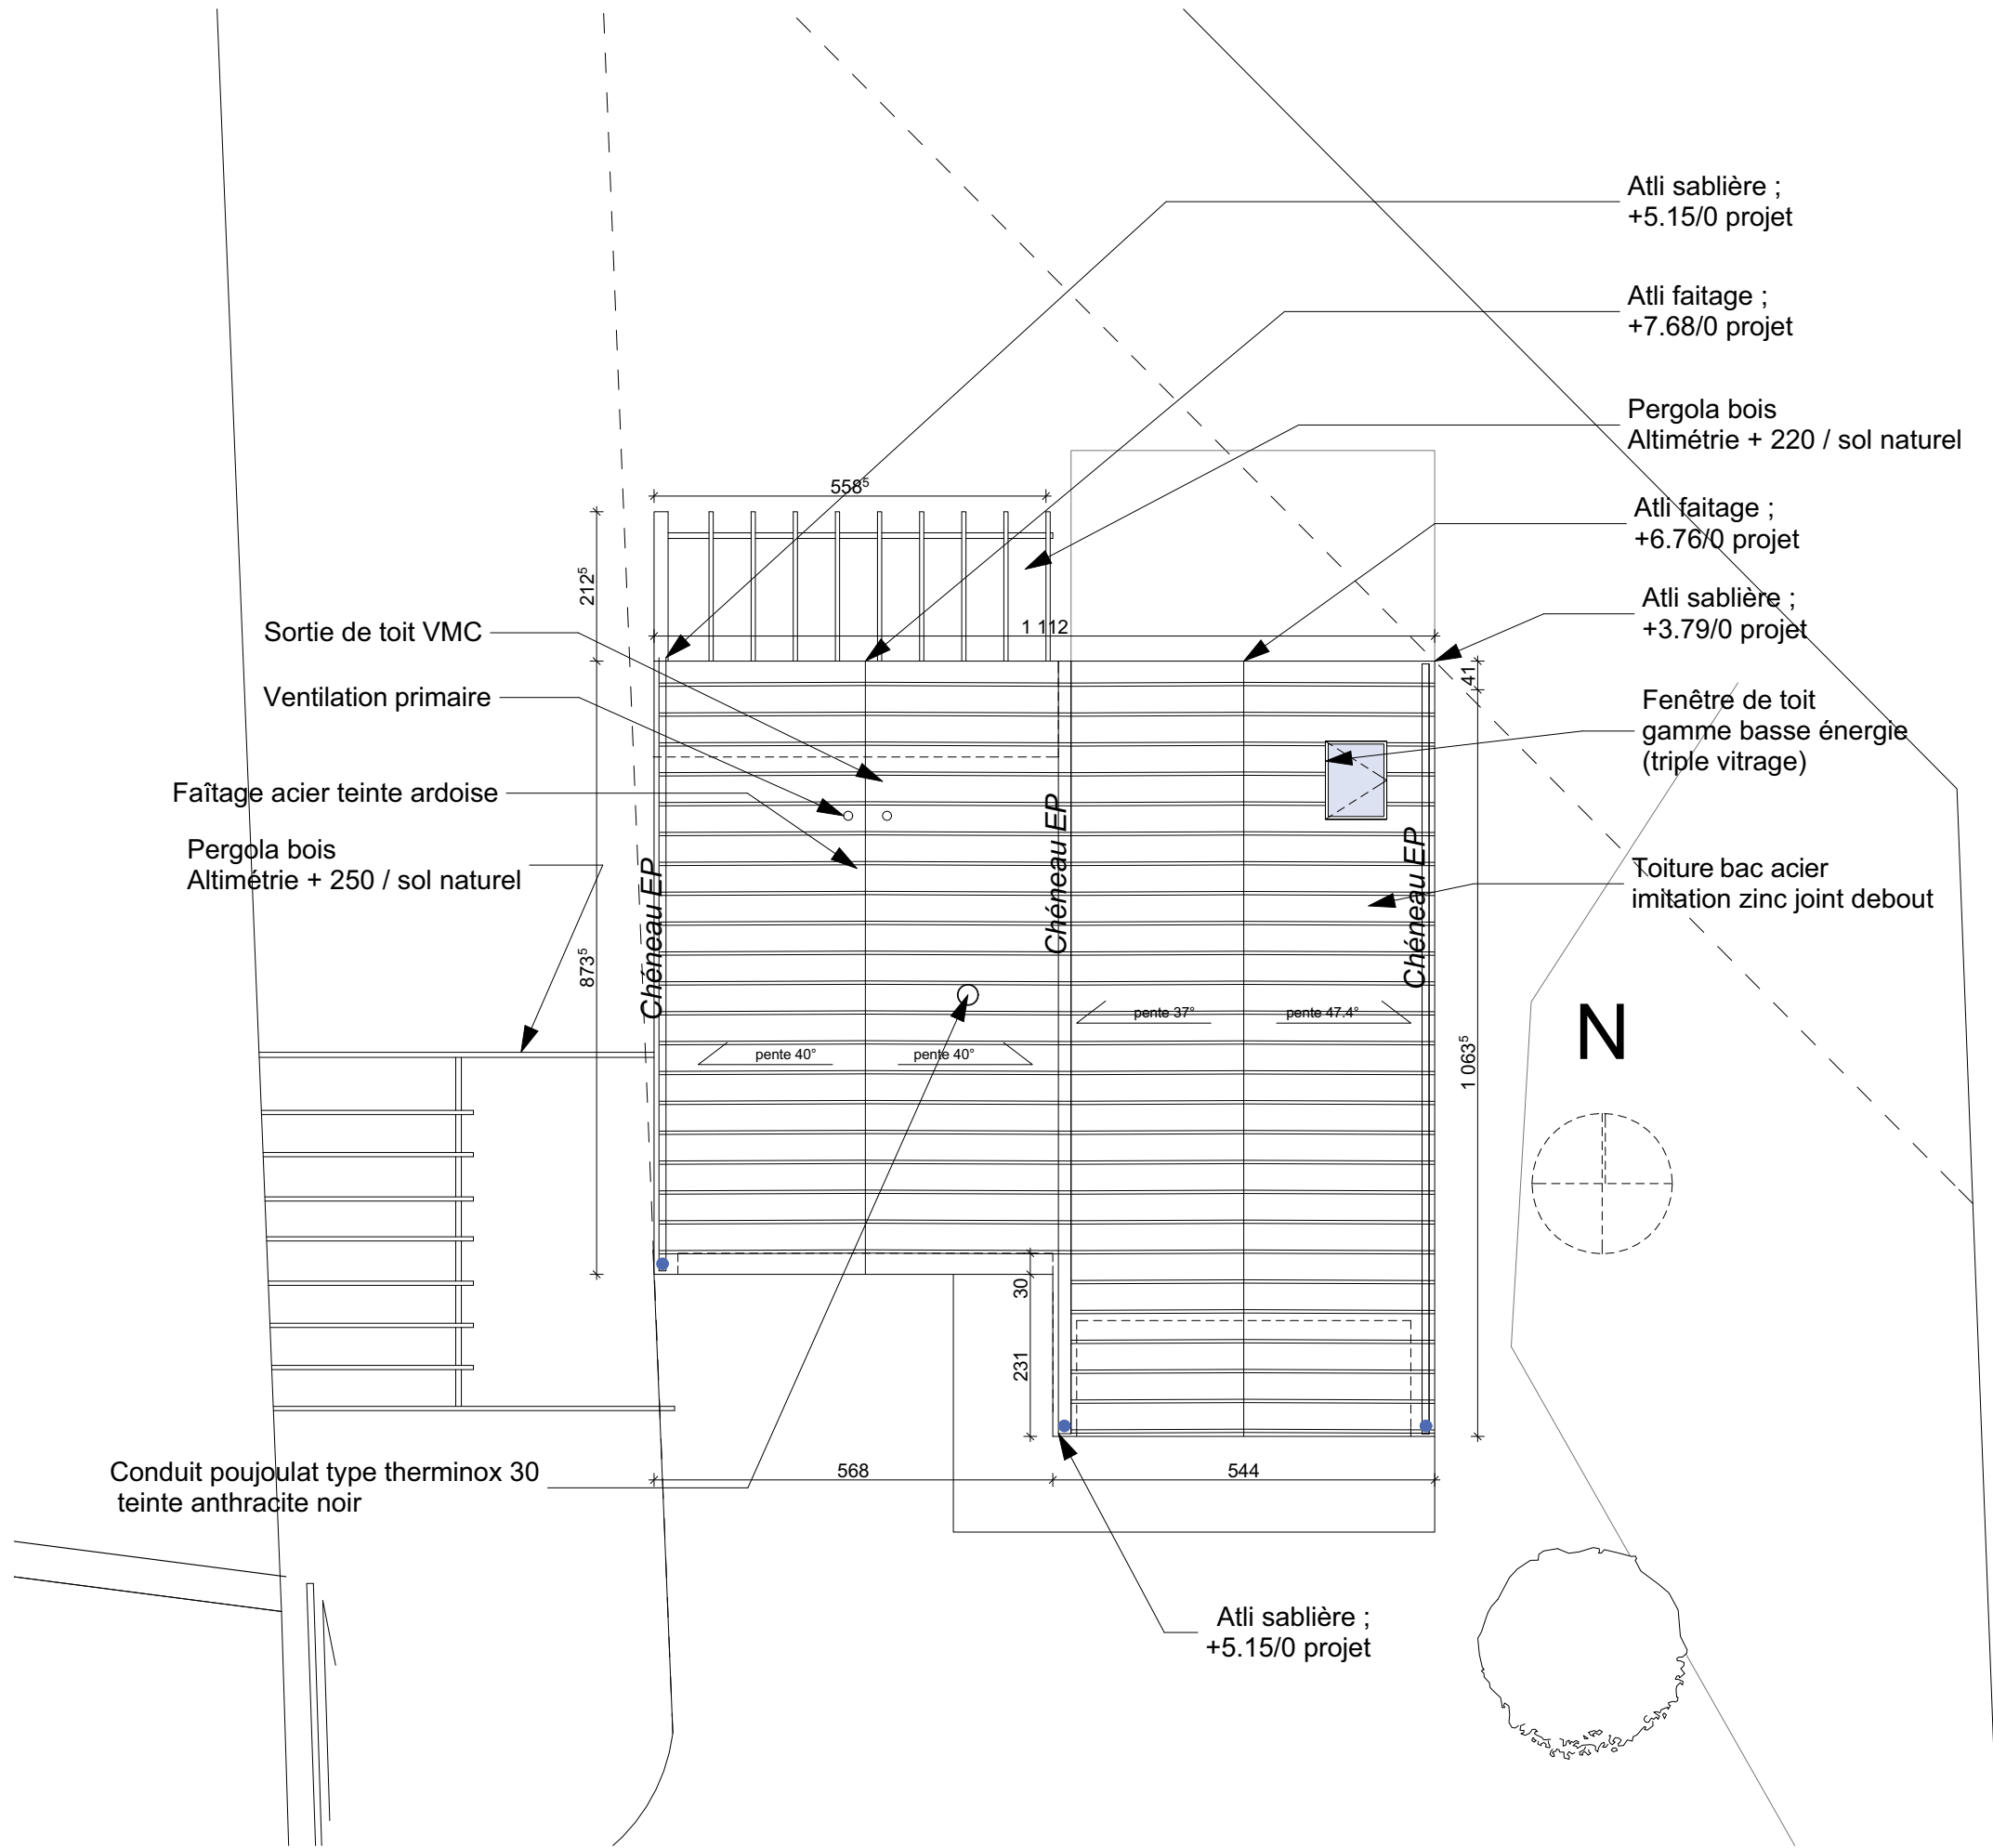 Atli sablière ;
+5.15/0 projet
Atli faitage ;
+7.68/0 projet
Pergola bois
Altimétrie + 220 / sol naturel
558⁵
Atli faitage ;
+6.76/0 projet
212⁵
Atli sablière ;
+3.79/0 projet
1 112
Sortie de toit VMC
41
Ventilation primaire
Fenêtre de toit
gamme basse énergie
(triple vitrage)
Faîtage acier teinte ardoise
Pergola bois
Altimétrie + 250 / sol naturel
Chéneau EP
Chéneau EP
Chéneau EP
Toiture bac acier
imitation zinc joint debout
873⁵
pente 37°
pente 47.4°
N
pente 40°
pente 40°
1 063⁵
30
231
568
544
Conduit poujoulat type therminox 30
teinte anthracite noir
Atli sablière ;
+5.15/0 projet